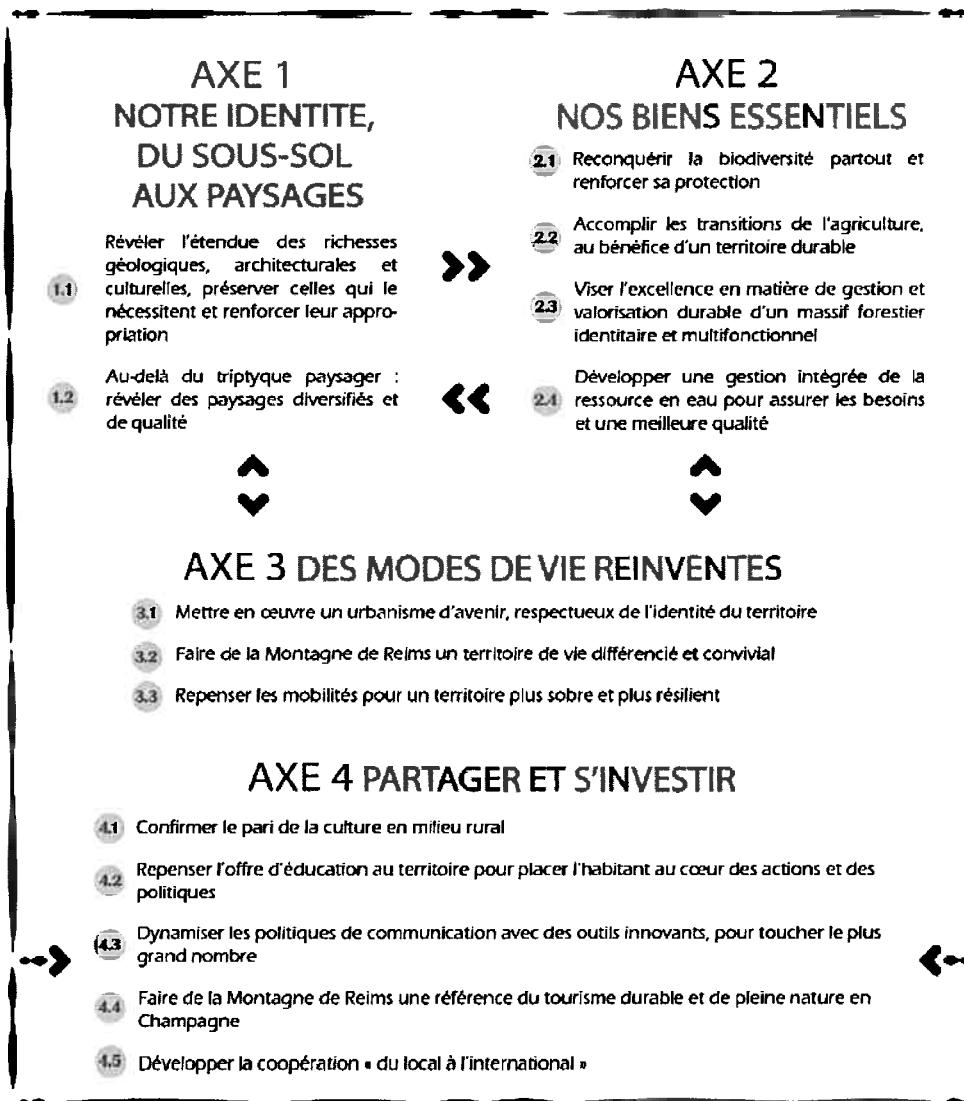 AXE 1
NOTRE IDENTITE,
DU SOUS-SOL
AUX PAYSAGES
1.1 Révéler l'étendue des richesses
géologiques, architecturales et
culturelles, préserver celles qui le
nécessitent et renforcer leur appro-
priation
1.2 Au-delà du triptyque paysager :
révéler des paysages diversifiés et
de qualité
AXE 2
NOS BIENS ESSENTIELS
2.1 Reconquérir la biodiversité partout et
renforcer sa protection
2.2 Accomplir les transitions de l'agriculture,
au bénéfice d'un territoire durable
2.3 Viser l'excellence en matière de gestion et
valorisation durable d'un massif forestier
identitaire et multifonctionnel
2.4 Développer une gestion intégrée de la
ressource en eau pour assurer les besoins
et une meilleure qualité
AXE 3 DES MODES DE VIE REINVENTES
3.1 Mettre en œuvre un urbanisme d'avenir, respectueux de l'identité du territoire
3.2 Faire de la Montagne de Reims un territoire de vie différencié et convivial
3.3 Repenser les mobilités pour un territoire plus sobre et plus résilient
AXE 4 PARTAGER ET S'INVESTIR
4.1 Confirmer le pari de la culture en milieu rural
4.2 Repenser l'offre d'éducation au territoire pour placer l'habitant au cœur des actions et des
politiques
4.3 Dynamiser les politiques de communication avec des outils innovants, pour toucher le plus
grand nombre
4.4 Faire de la Montagne de Reims une référence du tourisme durable et de pleine nature en
Champagne
4.5 Développer la coopération « du local à l'international »